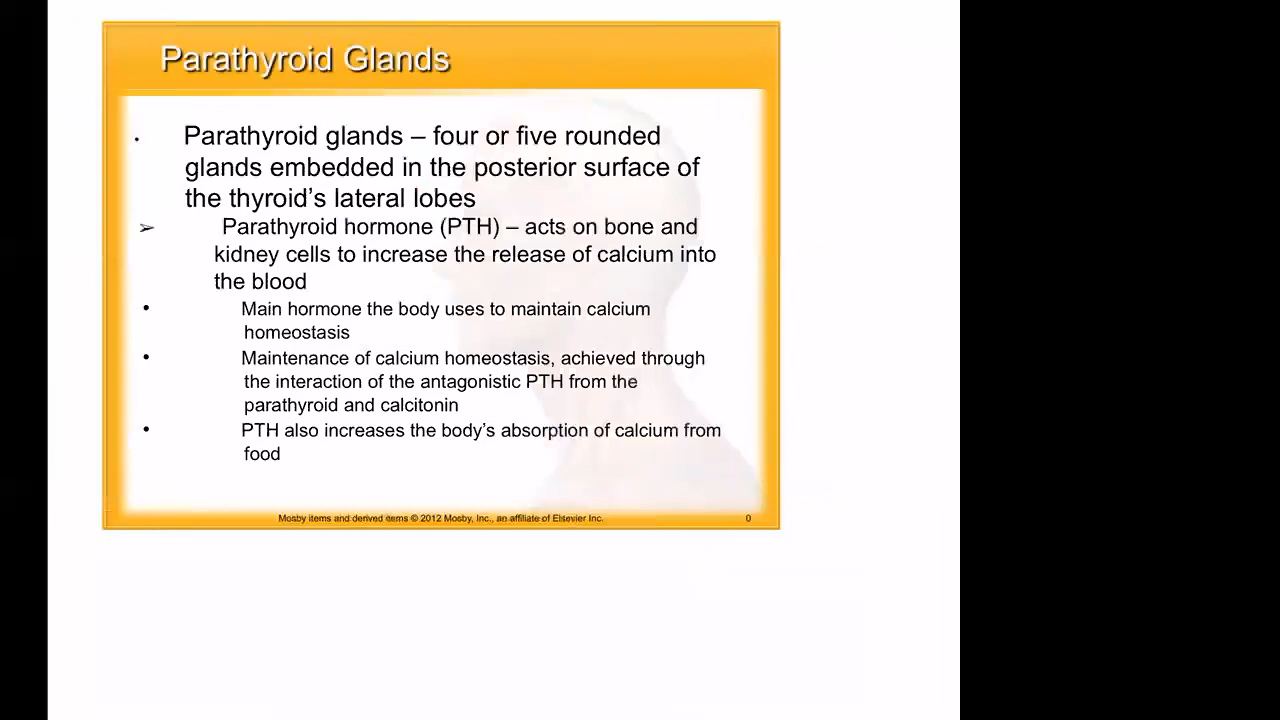 Parathyroid Glands
• Parathyroid glands – four or five rounded
glands embedded in the posterior surface of
the thyroid’s lateral lobes
➢ Parathyroid hormone (PTH) – acts on bone and
kidney cells to increase the release of calcium into
the blood
• Main hormone the body uses to maintain calcium
homeostasis
• Maintenance of calcium homeostasis, achieved through
the interaction of the antagonistic PTH from the
parathyroid and calcitonin
• PTH also increases the body’s absorption of calcium from
food
Mosby items and derived items © 2012 Mosby, Inc., an affiliate of Elsevier Inc. 0